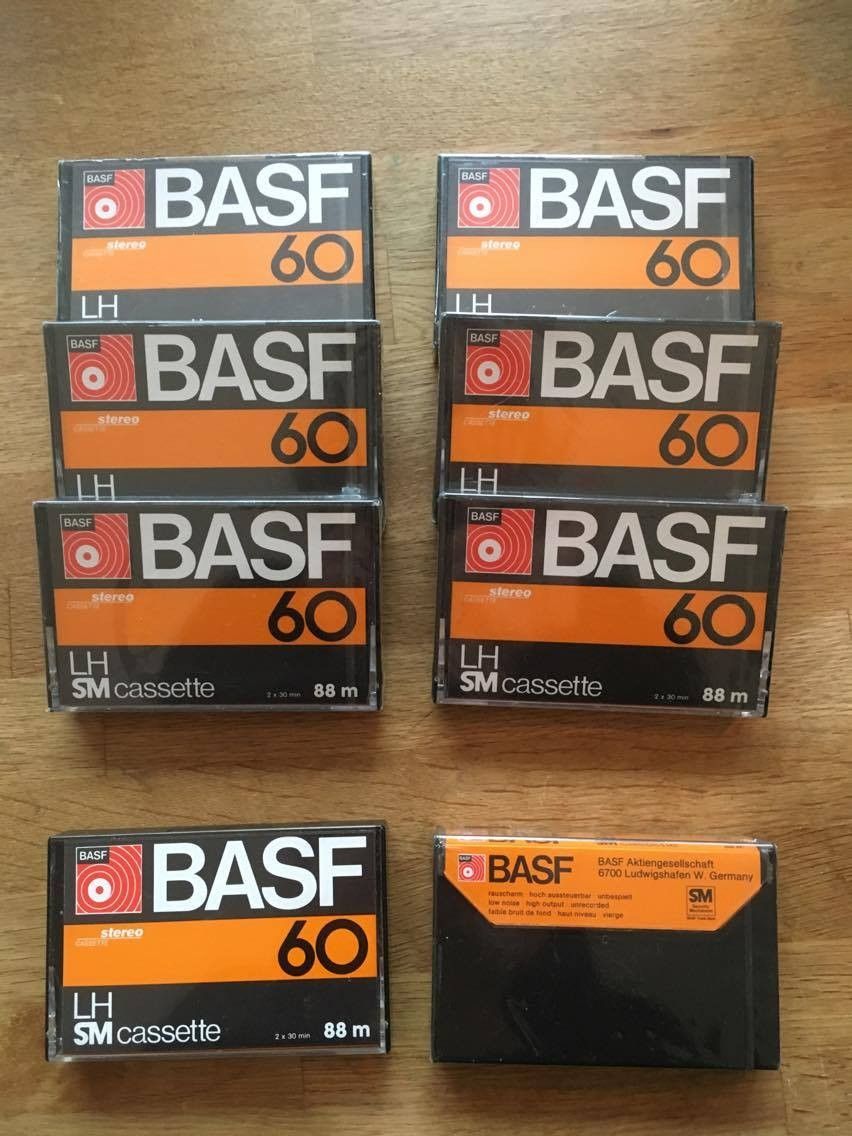 BASF BASF
stereo
CASSETTE
60
LH
BASF BASF
stereo
CASSETTE
60
LH
BASF BASF
stereo
CASSETTE
60
LH
BASF BASF
stereo
CASSETTE
60
LH
BASF BASF
stereo
CASSETTE
60
LH
SM cassette 2 x 30 min 88 m
BASF BASF
stereo
CASSETTE
60
LH
SM cassette 2 x 30 min 88 m
BASF BASF
stereo
CASSETTE
60
LH
SM cassette 2 x 30 min 88 m
BASF BASF
BASF Aktiengesellschaft
6700 Ludwigshafen W. Germany
rauscharm hoch aussteuerbar unbespielt
low noise high output unrecorded
faible bruit de fond haut niveau vierge
SM
Security
Mechanism